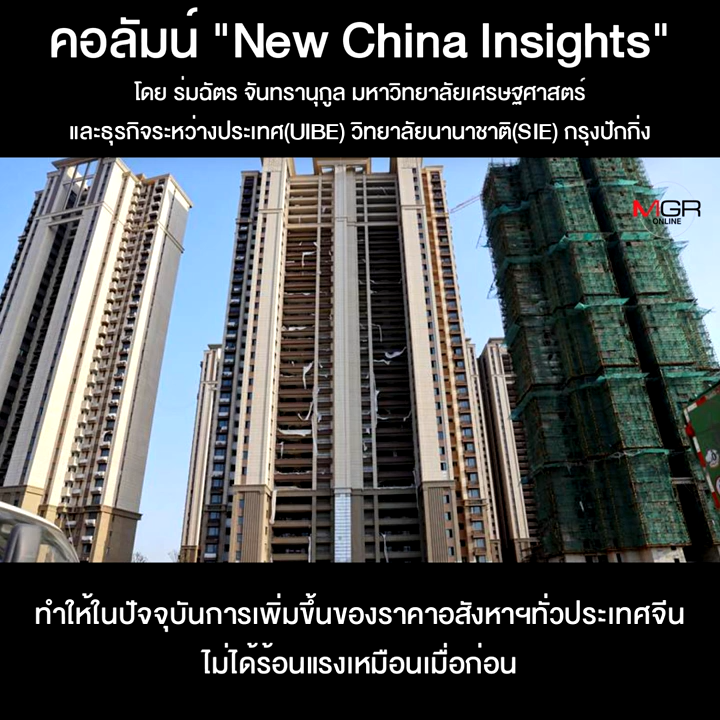 คอลัมน์ "New China Insights"
โดย ร่มฉัตร จันทรานุกูล มหาวิทยาลัยเศรษฐศาสตร์
และธุรกิจระหว่างประเทศ(UIBE) วิทยาลัยนานาชาติ(SIE) กรุงปักกิ่ง
MGR
ONLINE
ทำให้ในปัจจุบันการเพิ่มขึ้นของราคาอสังหาฯทั่วประเทศจีน
ไม่ได้ร้อนแรงเหมือนเมื่อก่อน